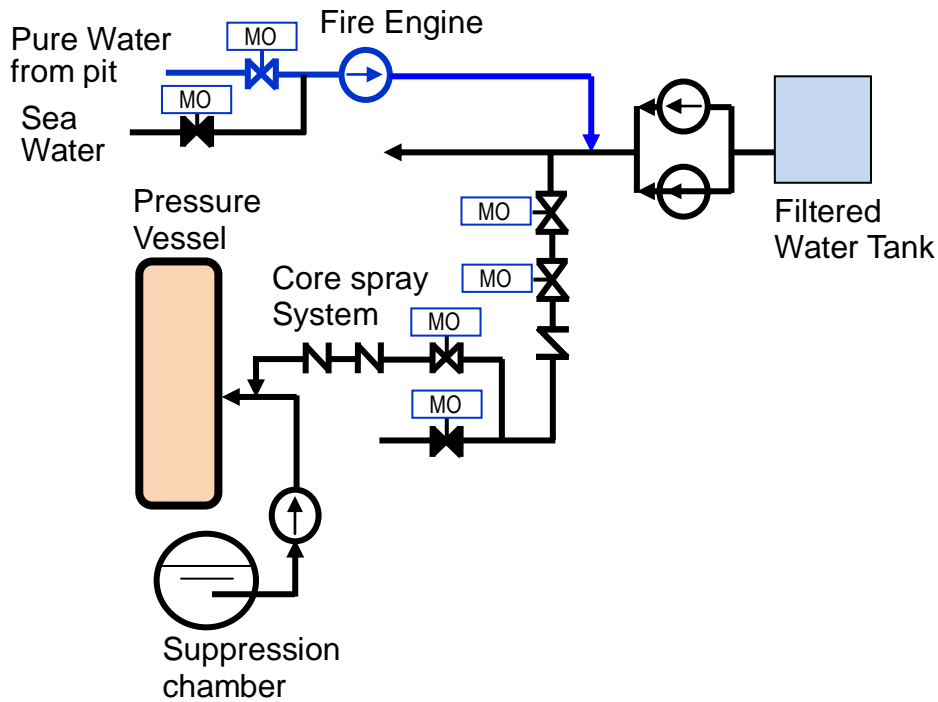 Fire Engine
MO
Pure Water
from pit
MO
Sea
Water
MO
Filtered
Water Tank
Pressure
Vessel
MO
Core spray
System
MO
MO
Suppression
chamber